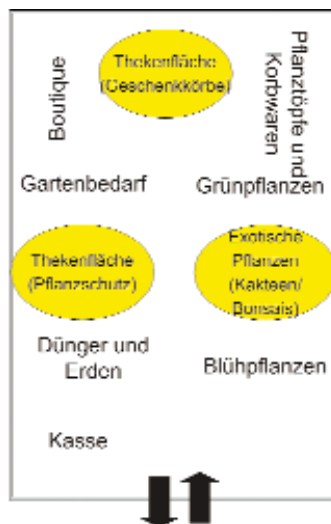 Thekenfläche
(Geschenkkörbe)
Boutique
Pflanztöpfe und
Korbwaren
Gartenbedarf
Grünpflanzen
Thekenfläche
(Pflanzschutz)
Exotische
Pflanzen
(Kakteen/
Bonsais)
Dünger und
Erden
Blühpflanzen
Kasse